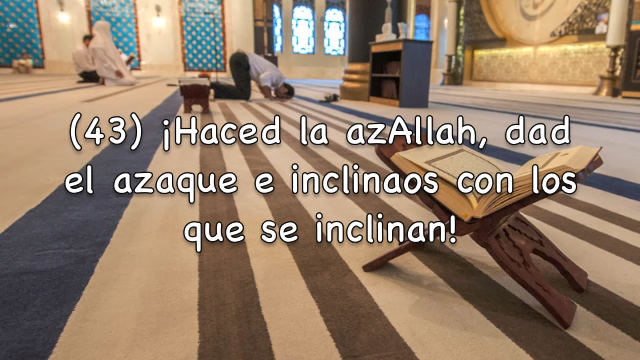 (43) ¡Haced la azAllah, dad
el azaque e inclinaos con los
que se inclinan!